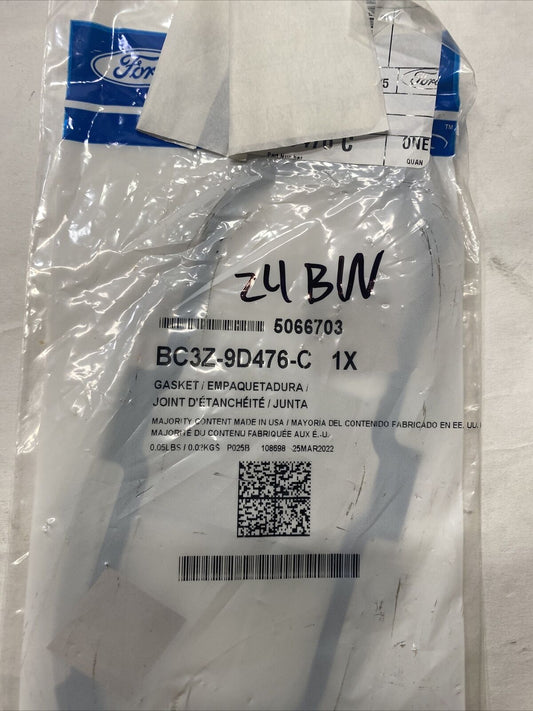 Ford
5 Ford
ONE
QUAN
24 BW
5066703
BC3Z-9D476-C 1X
GASKET / EMPAQUETADURA /
JOINT D'ÉTANCHÉITÉ / JUNTA
MAJORITY CONTENT MADE IN USA / MAYORIA DEL CONTENIDO FABRICADO EN EE. UU.
MAJORITÉ DU CONTENU FABRIQUÉE AUX É.-U.
0.05LBS / 0.02KGS P025B 108698 25MAR2022